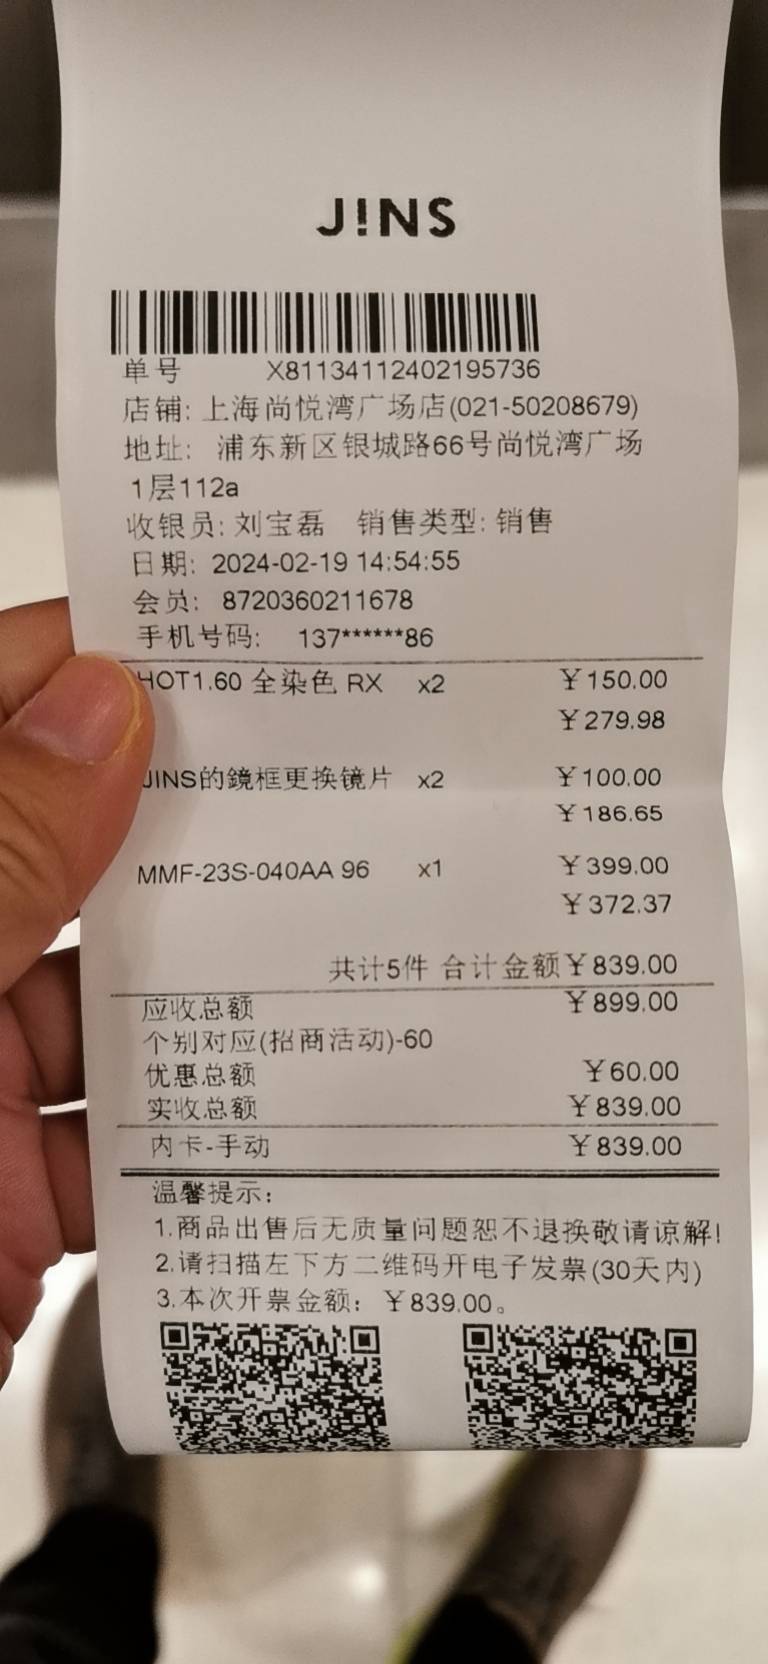 J!NS
单号 X811341124021957​36
店铺: 上海尚悦湾广场店(021-50208679)
地址: 浦东新区银城路66号尚悦湾广场
1层112a
收银员: 刘宝磊 销售类型: 销售
日期: 2024-02-19 14:54:55
会员: 8720360211678
手机号码: 137******86
HOT1.60 全染色 RX x2 ¥150.00
¥279.98
JINS的鏡框更换镜片 x2 ¥100.00
¥186.65
MMF-23S-040AA 96 x1 ¥399.00
¥372.37
共计5件 合计金额¥839.00
应收总额 ¥899.00
个别对应(招商活动)-60
优惠总额 ¥60.00
实收总额 ¥839.00
内卡-手动 ¥839.00
温馨提示:
1.商品出售后无质量问题恕不退换敬请谅解!
2.请扫描左下方二维码开电子发票(30天内)
3.本次开票金额: ¥839.00。